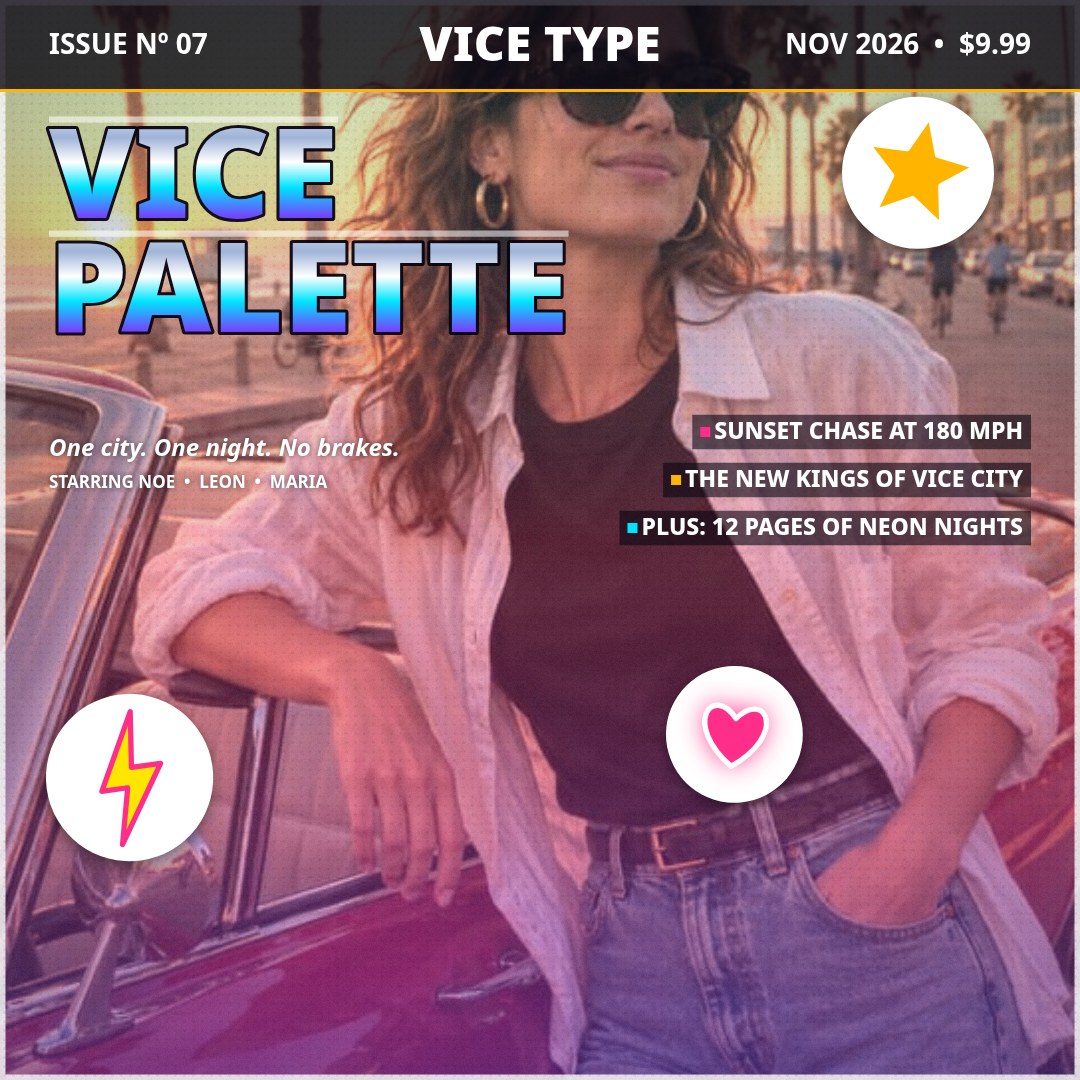 ISSUE Nº 07
VICE TYPE
NOV 2026 • $9.99
VICE
PALETTE
One city. One night. No brakes.
STARRING NOE • LEON • MARIA
SUNSET CHASE AT 180 MPH
THE NEW KINGS OF VICE CITY
PLUS: 12 PAGES OF NEON NIGHTS